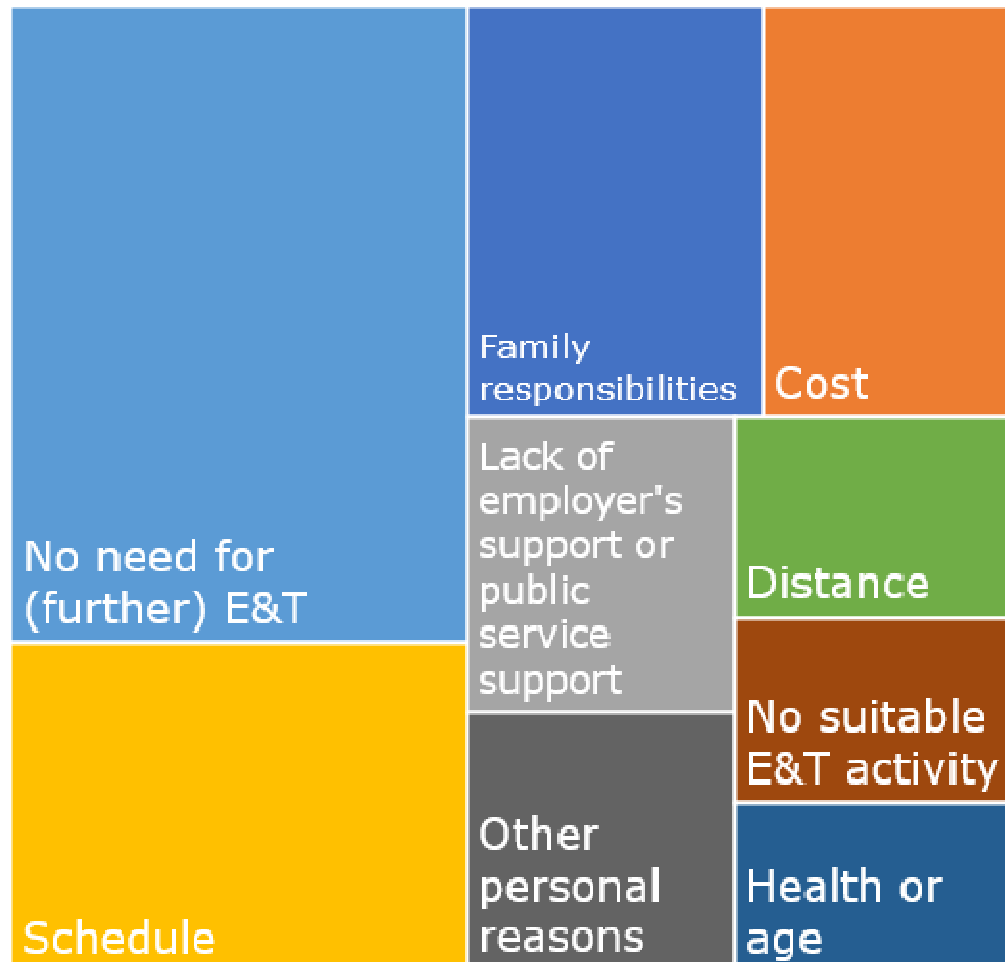 No need for
(further) E&T
Schedule
Family
responsibilities
Cost
Lack of
employer's
support or
public
service
support
Other
personal
reasons
Distance
No suitable
E&T activity
Health or
age